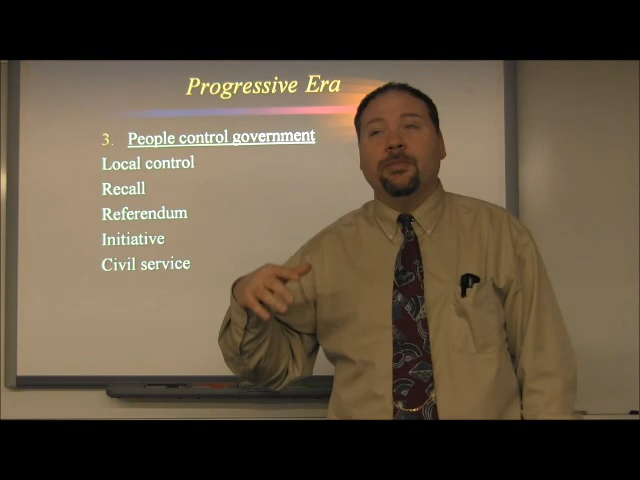 Progressive Era
3. People control government
Local control
Recall
Referendum
Initiative
Civil service